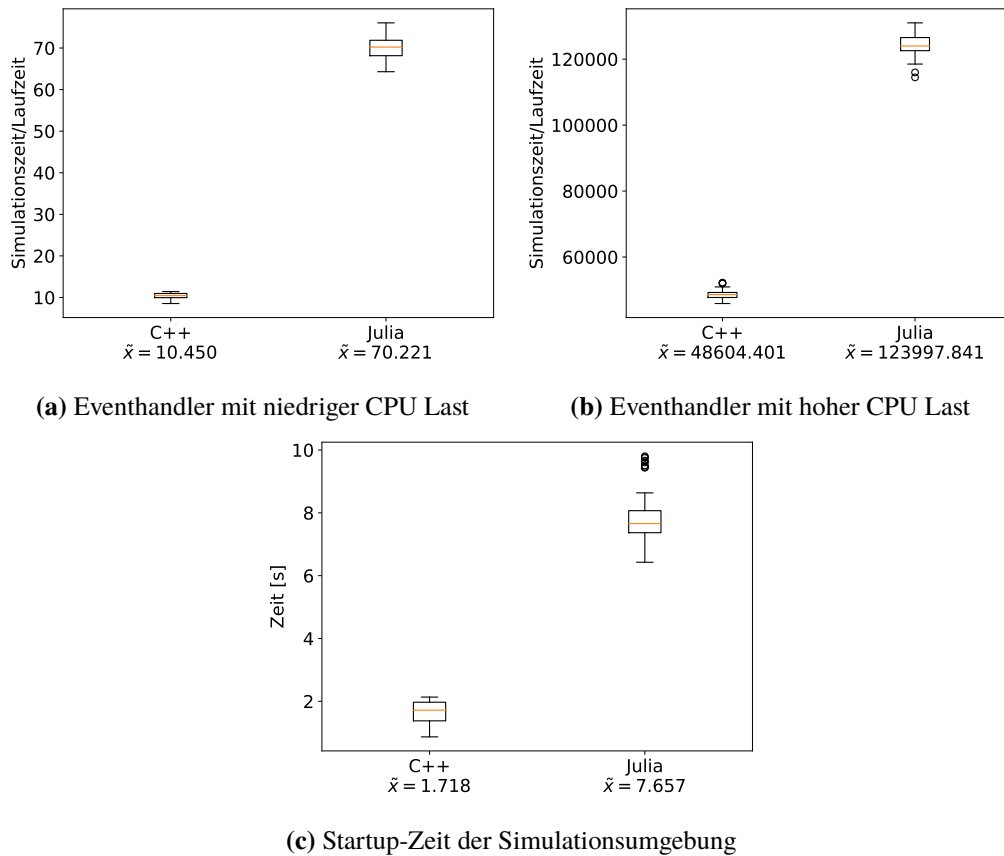 Simulationszeit/Laufzeit
70
60
50
40
30
20
10
C++
x̃ = 10.450
Julia
x̃ = 70.221
(a) Eventhandler mit niedriger CPU Last
Simulationszeit/Laufzeit
120000
100000
80000
60000
C++
x̃ = 48604.401
Julia
x̃ = 123997.841
(b) Eventhandler mit hoher CPU Last
Zeit [s]
10
8
6
4
2
C++
x̃ = 1.718
Julia
x̃ = 7.657
(c) Startup-Zeit der Simulationsumgebung